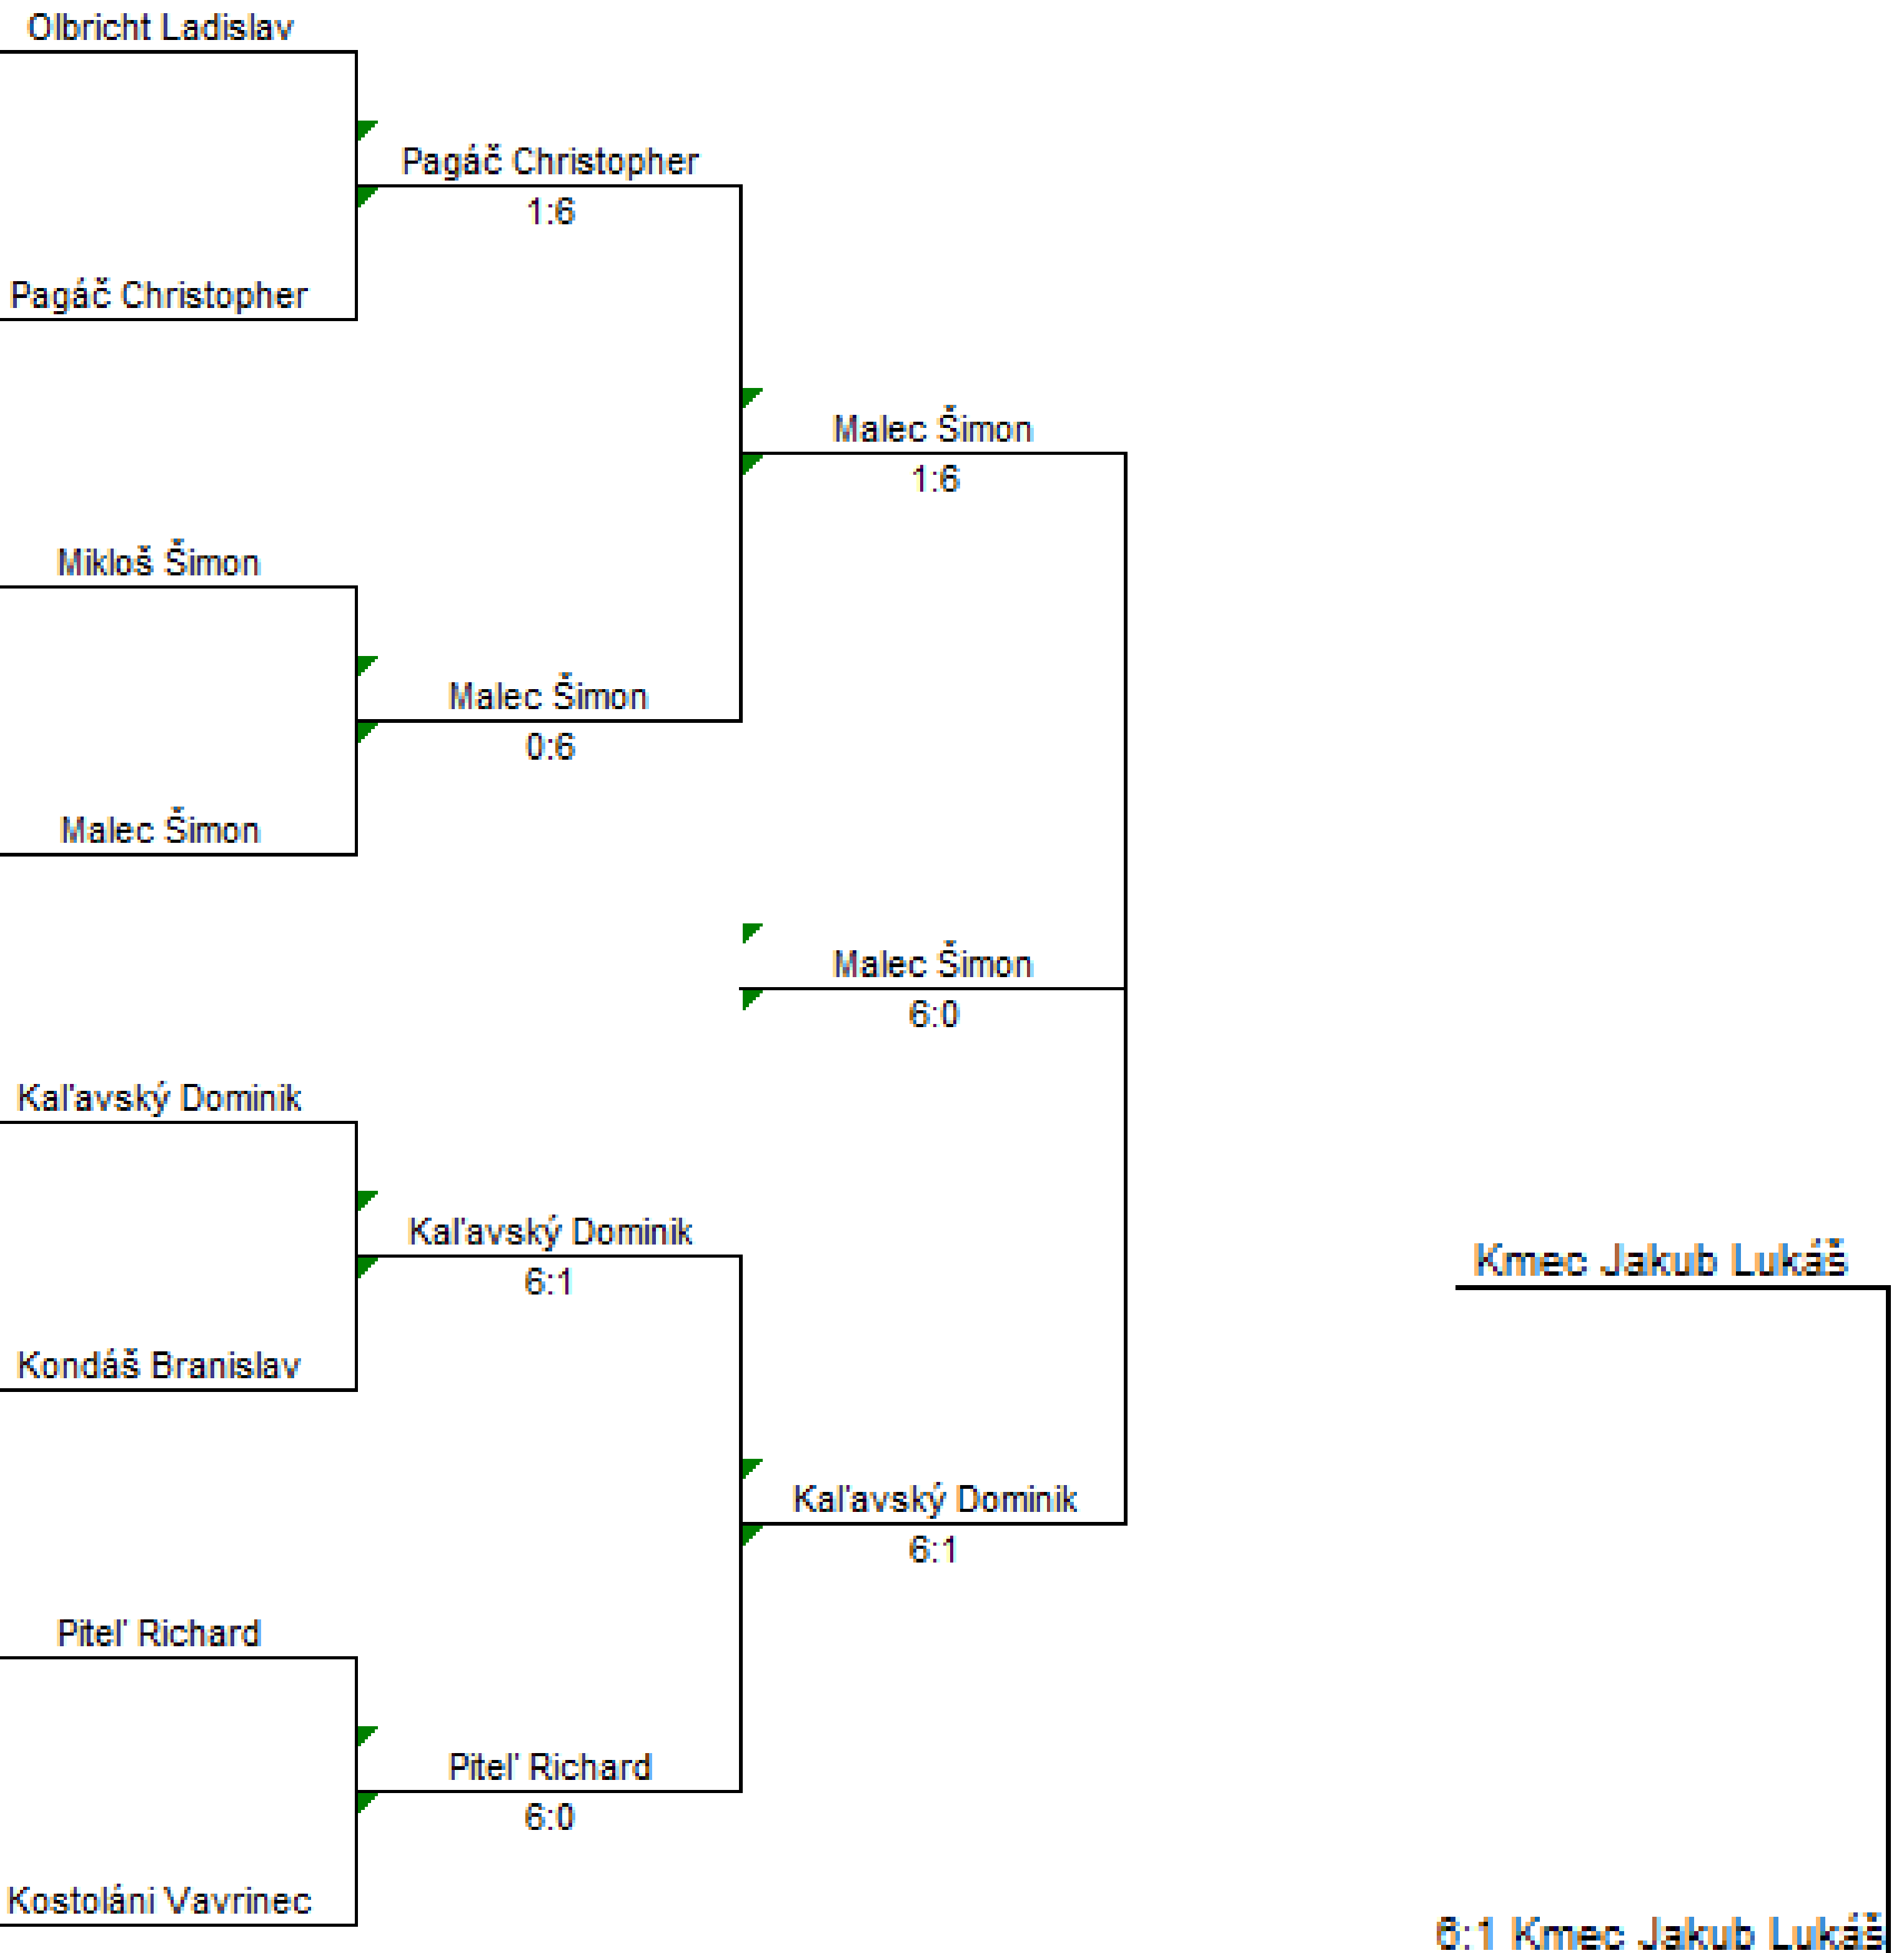 Olbricht Ladislav
Pagáč Christopher
1:6
Pagáč Christopher
Malec Šimon
1:6
Mikloš Šimon
Malec Šimon
0:6
Malec Šimon
Malec Šimon
6:0
Kaľavský Dominik
Kaľavský Dominik
6:1
Kmec Jakub Lukáš
Kondáš Branislav
Kaľavský Dominik
6:1
Piteľ Richard
Piteľ Richard
6:0
Kostoláni Vavrinec
6:1 Kmec Jakub Lukáš